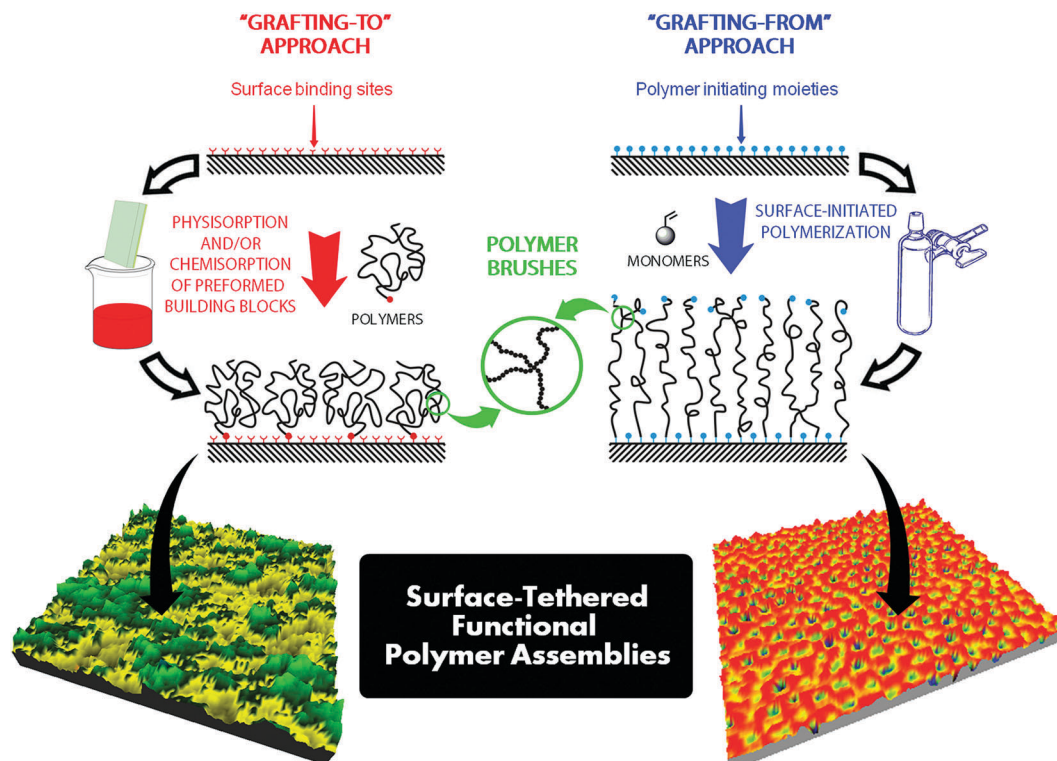 "GRAFTING-TO"
APPROACH
Surface binding sites
PHYSISORPTION
AND/OR
CHEMISORPTION
OF PREFORMED
BUILDING BLOCKS
POLYMERS
POLYMER
BRUSHES
"GRAFTING-FROM"
APPROACH
Polymer initiating moieties
MONOMERS
SURFACE-INITIATED
POLYMERIZATION
Surface-Tethered
Functional
Polymer Assemblies